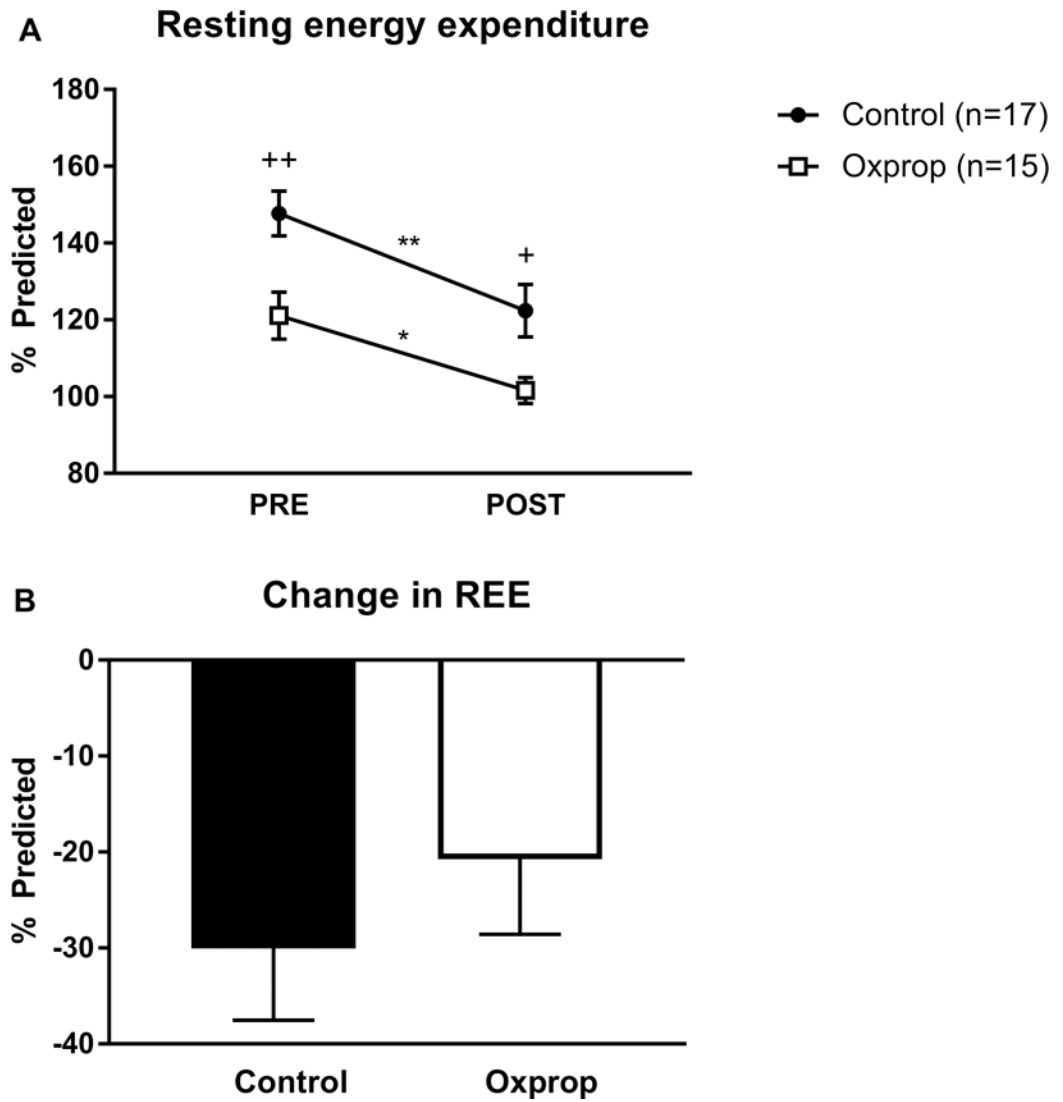 A
Resting energy expenditure
180
160
140
120
100
80
% Predicted
++
**
+
*
PRE
POST
Control (n=17)
Oxprop (n=15)
B
Change in REE
0
-10
-20
-30
-40
% Predicted
Control
Oxprop